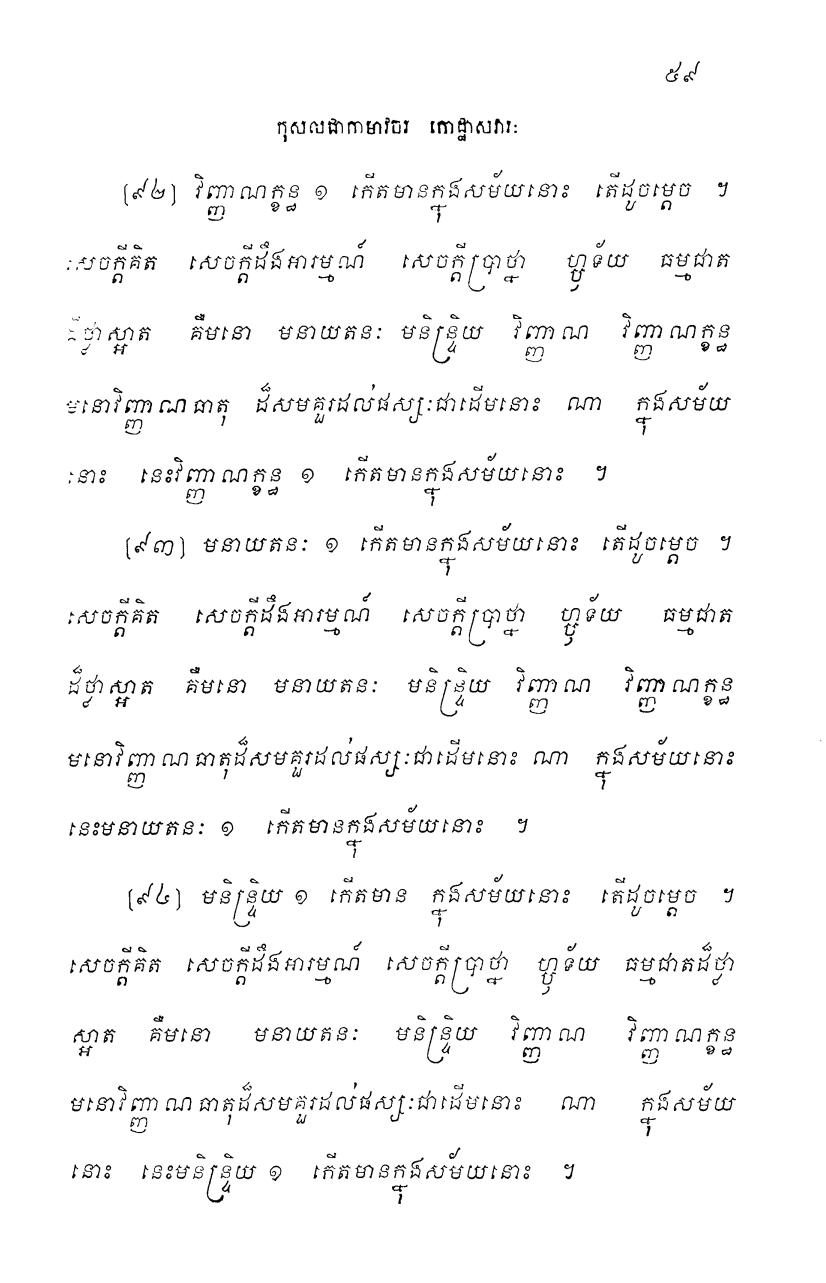 ៥៩
កុសលជាកាមាវចរ កោដ្ឋាសវារៈ
[៩២] វិញ្ញាណក្ខន្ធ ១ កើតមានក្នុងសម័យនោះ តើដូចម្តេច ។
សេចក្តីគិត សេចក្តីដឹងអារម្មណ៍ សេចក្តីប្រាថ្នា ហ្ឫទ័យ ធម្មជាត
ដ៏ថ្វាស្អាត គឺមនោ មនាយតនៈ មនិន្ទ្រិយ វិញ្ញាណ វិញ្ញាណក្ខន្ធ
មនោវិញ្ញាណធាតុ ដ៏សមគួរដល់ផស្សៈជាដើមនោះ ណា ក្នុងសម័យ
នោះ នេះវិញ្ញាណក្ខន្ធ ១ កើតមានក្នុងសម័យនោះ ។
[៩៣] មនាយតនៈ ១ កើតមានក្នុងសម័យនោះ តើដូចម្តេច ។
សេចក្តីគិត សេចក្តីដឹងអារម្មណ៍ សេចក្តីប្រាថ្នា ហ្ឫទ័យ ធម្មជាត
ដ៏ថ្វាស្អាត គឺមនោ មនាយតនៈ មនិន្ទ្រិយ វិញ្ញាណ វិញ្ញាណក្ខន្ធ
មនោវិញ្ញាណធាតុដ៏សមគួរដល់ផស្សៈជាដើមនោះ ណា ក្នុងសម័យនោះ
នេះមនាយតនៈ ១ កើតមានក្នុងសម័យនោះ ។
[៩៤] មនិន្ទ្រិយ ១ កើតមាន ក្នុងសម័យនោះ តើដូចម្តេច ។
សេចក្តីគិត សេចក្តីដឹងអារម្មណ៍ សេចក្តីប្រាថ្នា ហ្ឫទ័យ ធម្មជាតដ៏ថ្វា
ស្អាត គឺមនោ មនាយតនៈ មនិន្ទ្រិយ វិញ្ញាណ វិញ្ញាណក្ខន្ធ
មនោវិញ្ញាណធាតុដ៏សមគួរដល់ផស្សៈជាដើមនោះ ណា ក្នុងសម័យ
នោះ នេះមនិន្ទ្រិយ ១ កើតមានក្នុងសម័យនោះ ។